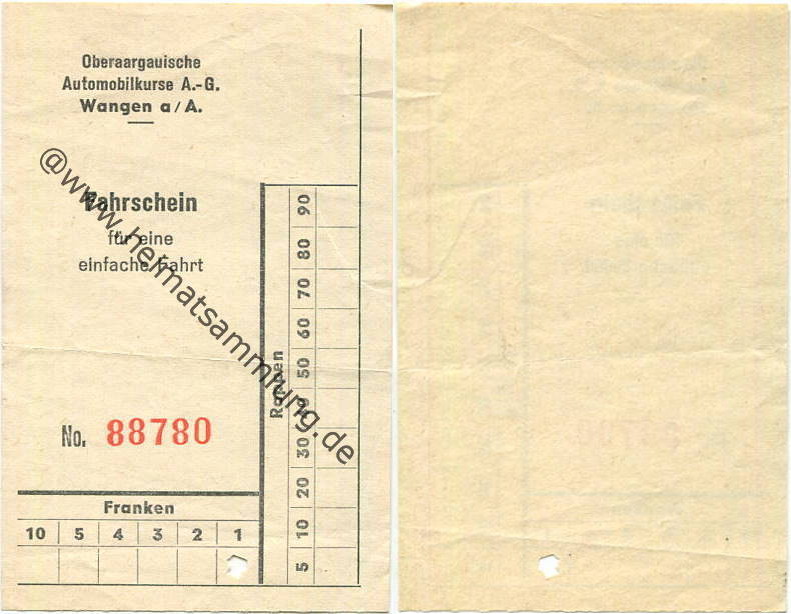 Oberaargauische
Automobilkurse A.-G.
Wangen a/A.
Fahrschein
für eine
einfache Fahrt
No. 88780
Franken
10 5 4 3 2 1
Rappen
90
80
70
60
50
40
30
20
10
5
@www.heimatsammlung.de